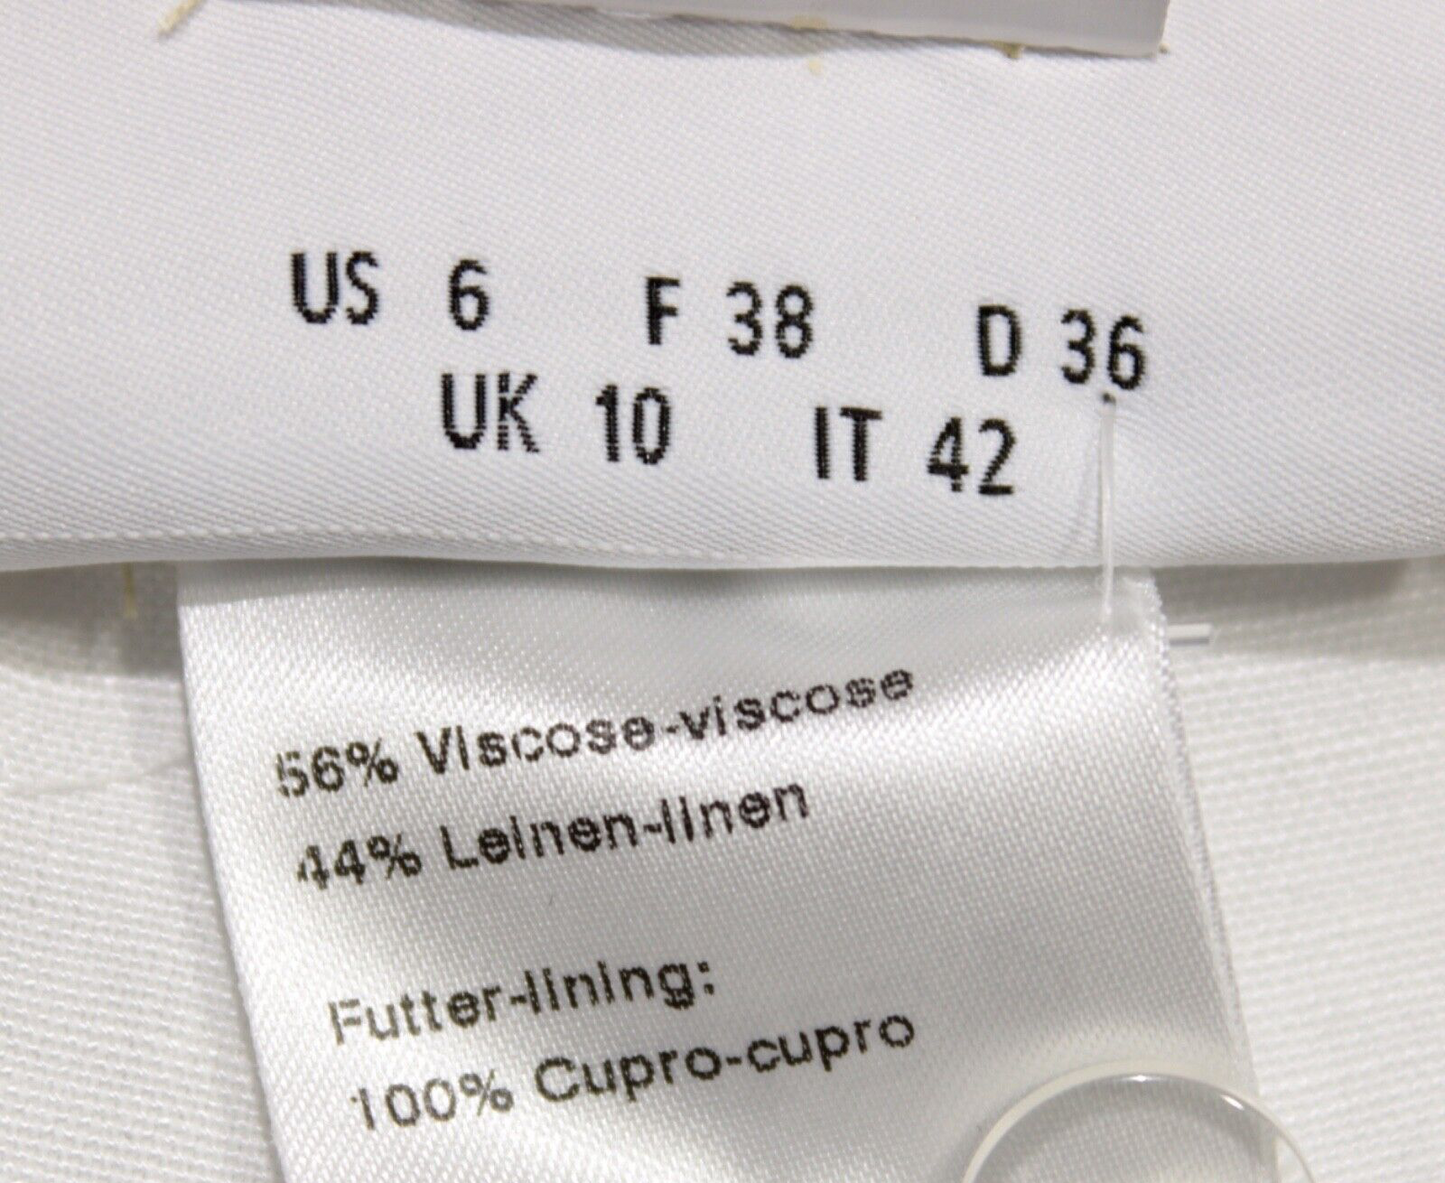 US 6 F 38 D 36
UK 10 IT 42
56% Viscose-viscose
44% Leinen-linen
Futter-lining:
100% Cupro-cupro